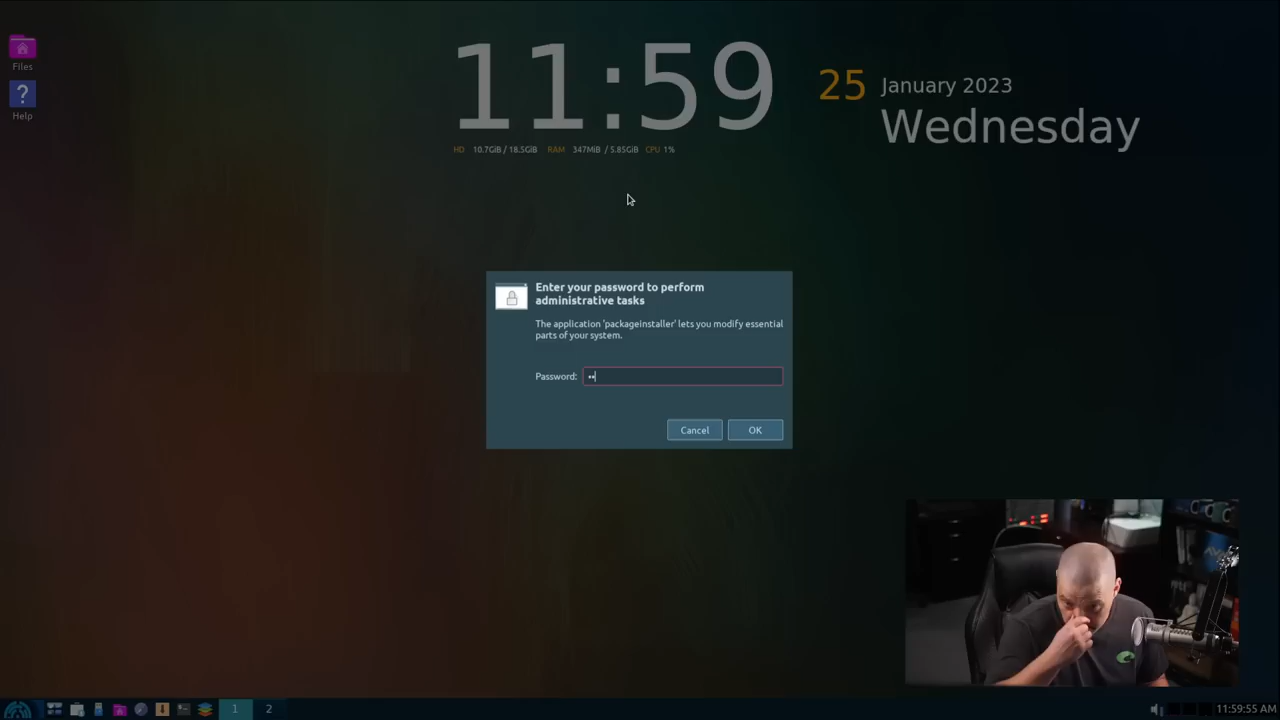 Files
Help
11:59
25 January 2023
Wednesday
HD 10.7GiB / 18.5GiB RAM 347MiB / 5.85GiB CPU 1%
Enter your password to perform
administrative tasks
The application 'packageinstaller' lets you modify essential
parts of your system.
Password: ••
Cancel OK
1 2 11:59:55 AM